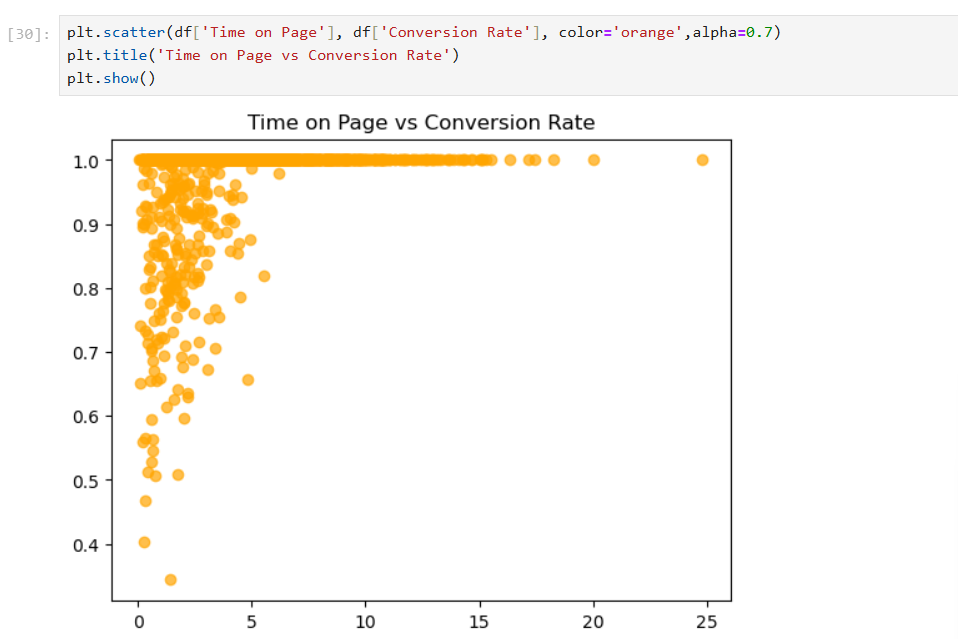 [30]: plt.scatter(df['Time on Page'], df['Conversion Rate'], color='orange',alpha=0.7)
plt.title('Time on Page vs Conversion Rate')
plt.show()
Time on Page vs Conversion Rate
1.0
0.9
0.8
0.7
0.6
0.5
0.4
0 5 10 15 20 25